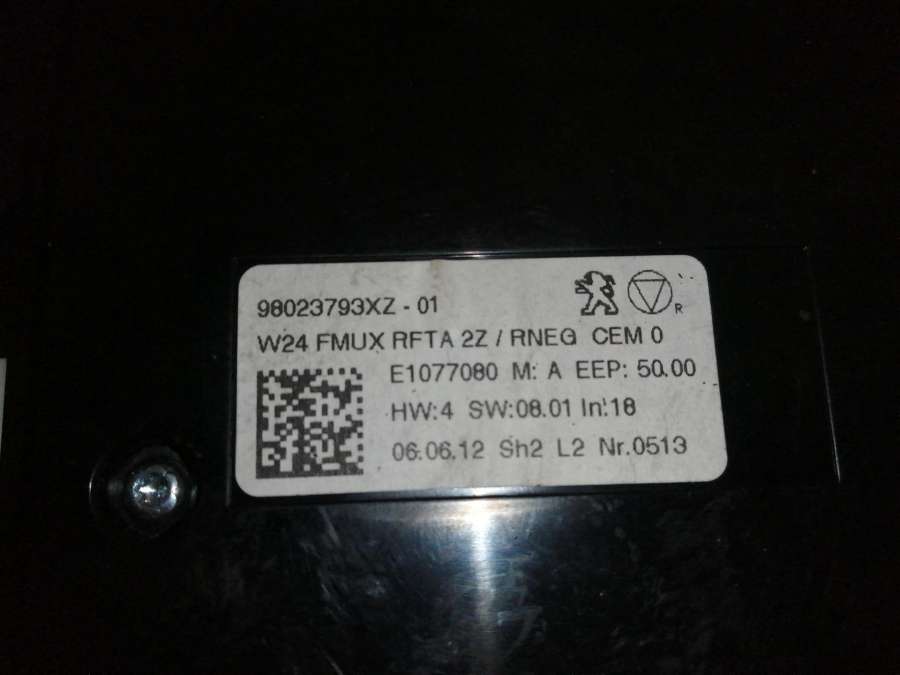 98023793XZ - 01
R
W24 FMUX RFTA 2Z / RNEG CEM 0
E1077080 M: A EEP: 50.00
HW:4 SW:08.01 In:18
06.06.12 Sh2 L2 Nr.0513